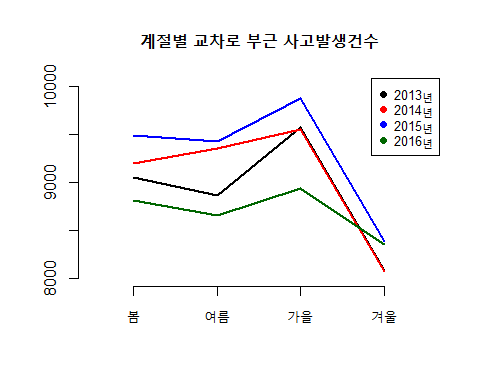 계절별 교차로 부근 사고발생건수
10000
9000
8000
2013년
2014년
2015년
2016년
봄 여름 가을 겨울